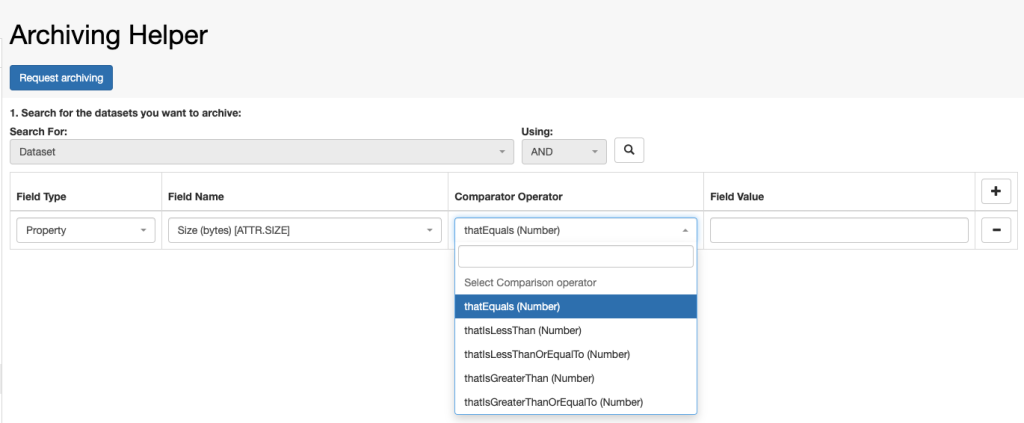 Archiving Helper
Request archiving
1. Search for the datasets you want to archive:
Search For:
Using:
Dataset
AND
Field Type
Field Name
Comparator Operator
Field Value
Property
Size (bytes) [ATTR.SIZE]
thatEquals (Number)
Select Comparison operator
thatEquals (Number)
thatIsLessThan (Number)
thatIsLessThanOrEqualTo (Number)
thatIsGreaterThan (Number)
thatIsGreaterThanOrEqualTo (Number)